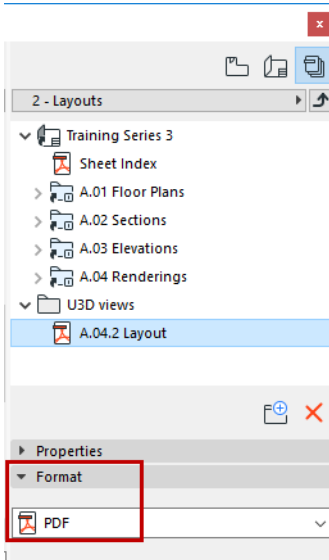 2 - Layouts
Training Series 3
Sheet Index
A.01 Floor Plans
A.02 Sections
A.03 Elevations
A.04 Renderings
U3D views
A.04.2 Layout
Properties
Format
PDF